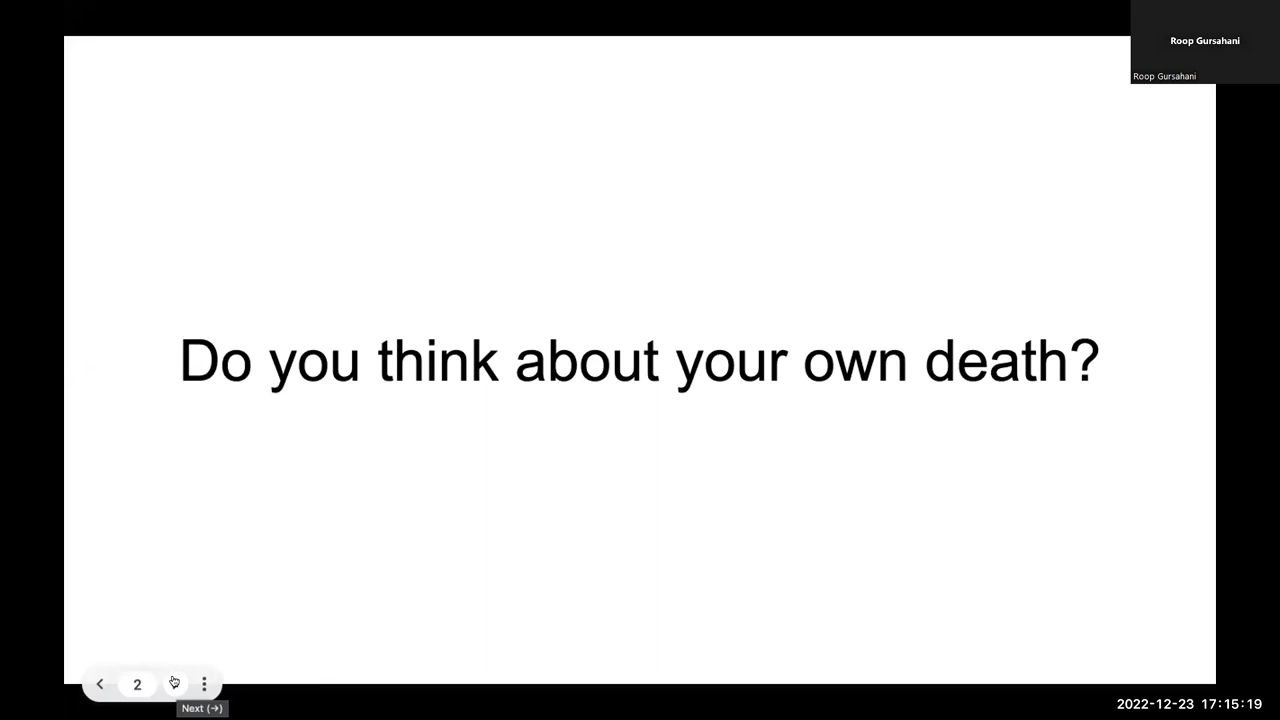 Roop Gursahani
Roop Gursahani
Do you think about your own death?
2
Next (→)
2022-12-23 17:15:19